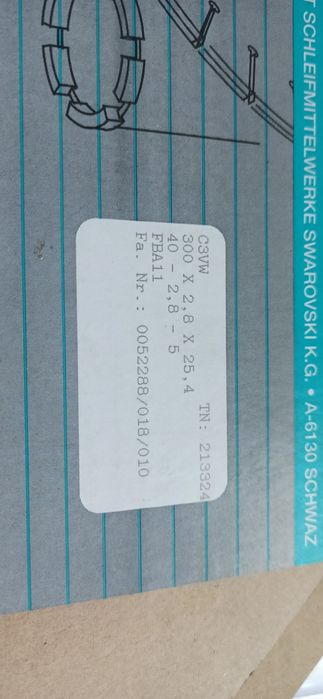 T SCHLEIFMITTELWERKE SWAROVSKI K.G. • A-6130 SCHWAZ
C3VW TN: 213324
300 X 2,8 X 25,4
40 - 2,8 - 5
FBA11
Fa. Nr.: 0052288/018/010